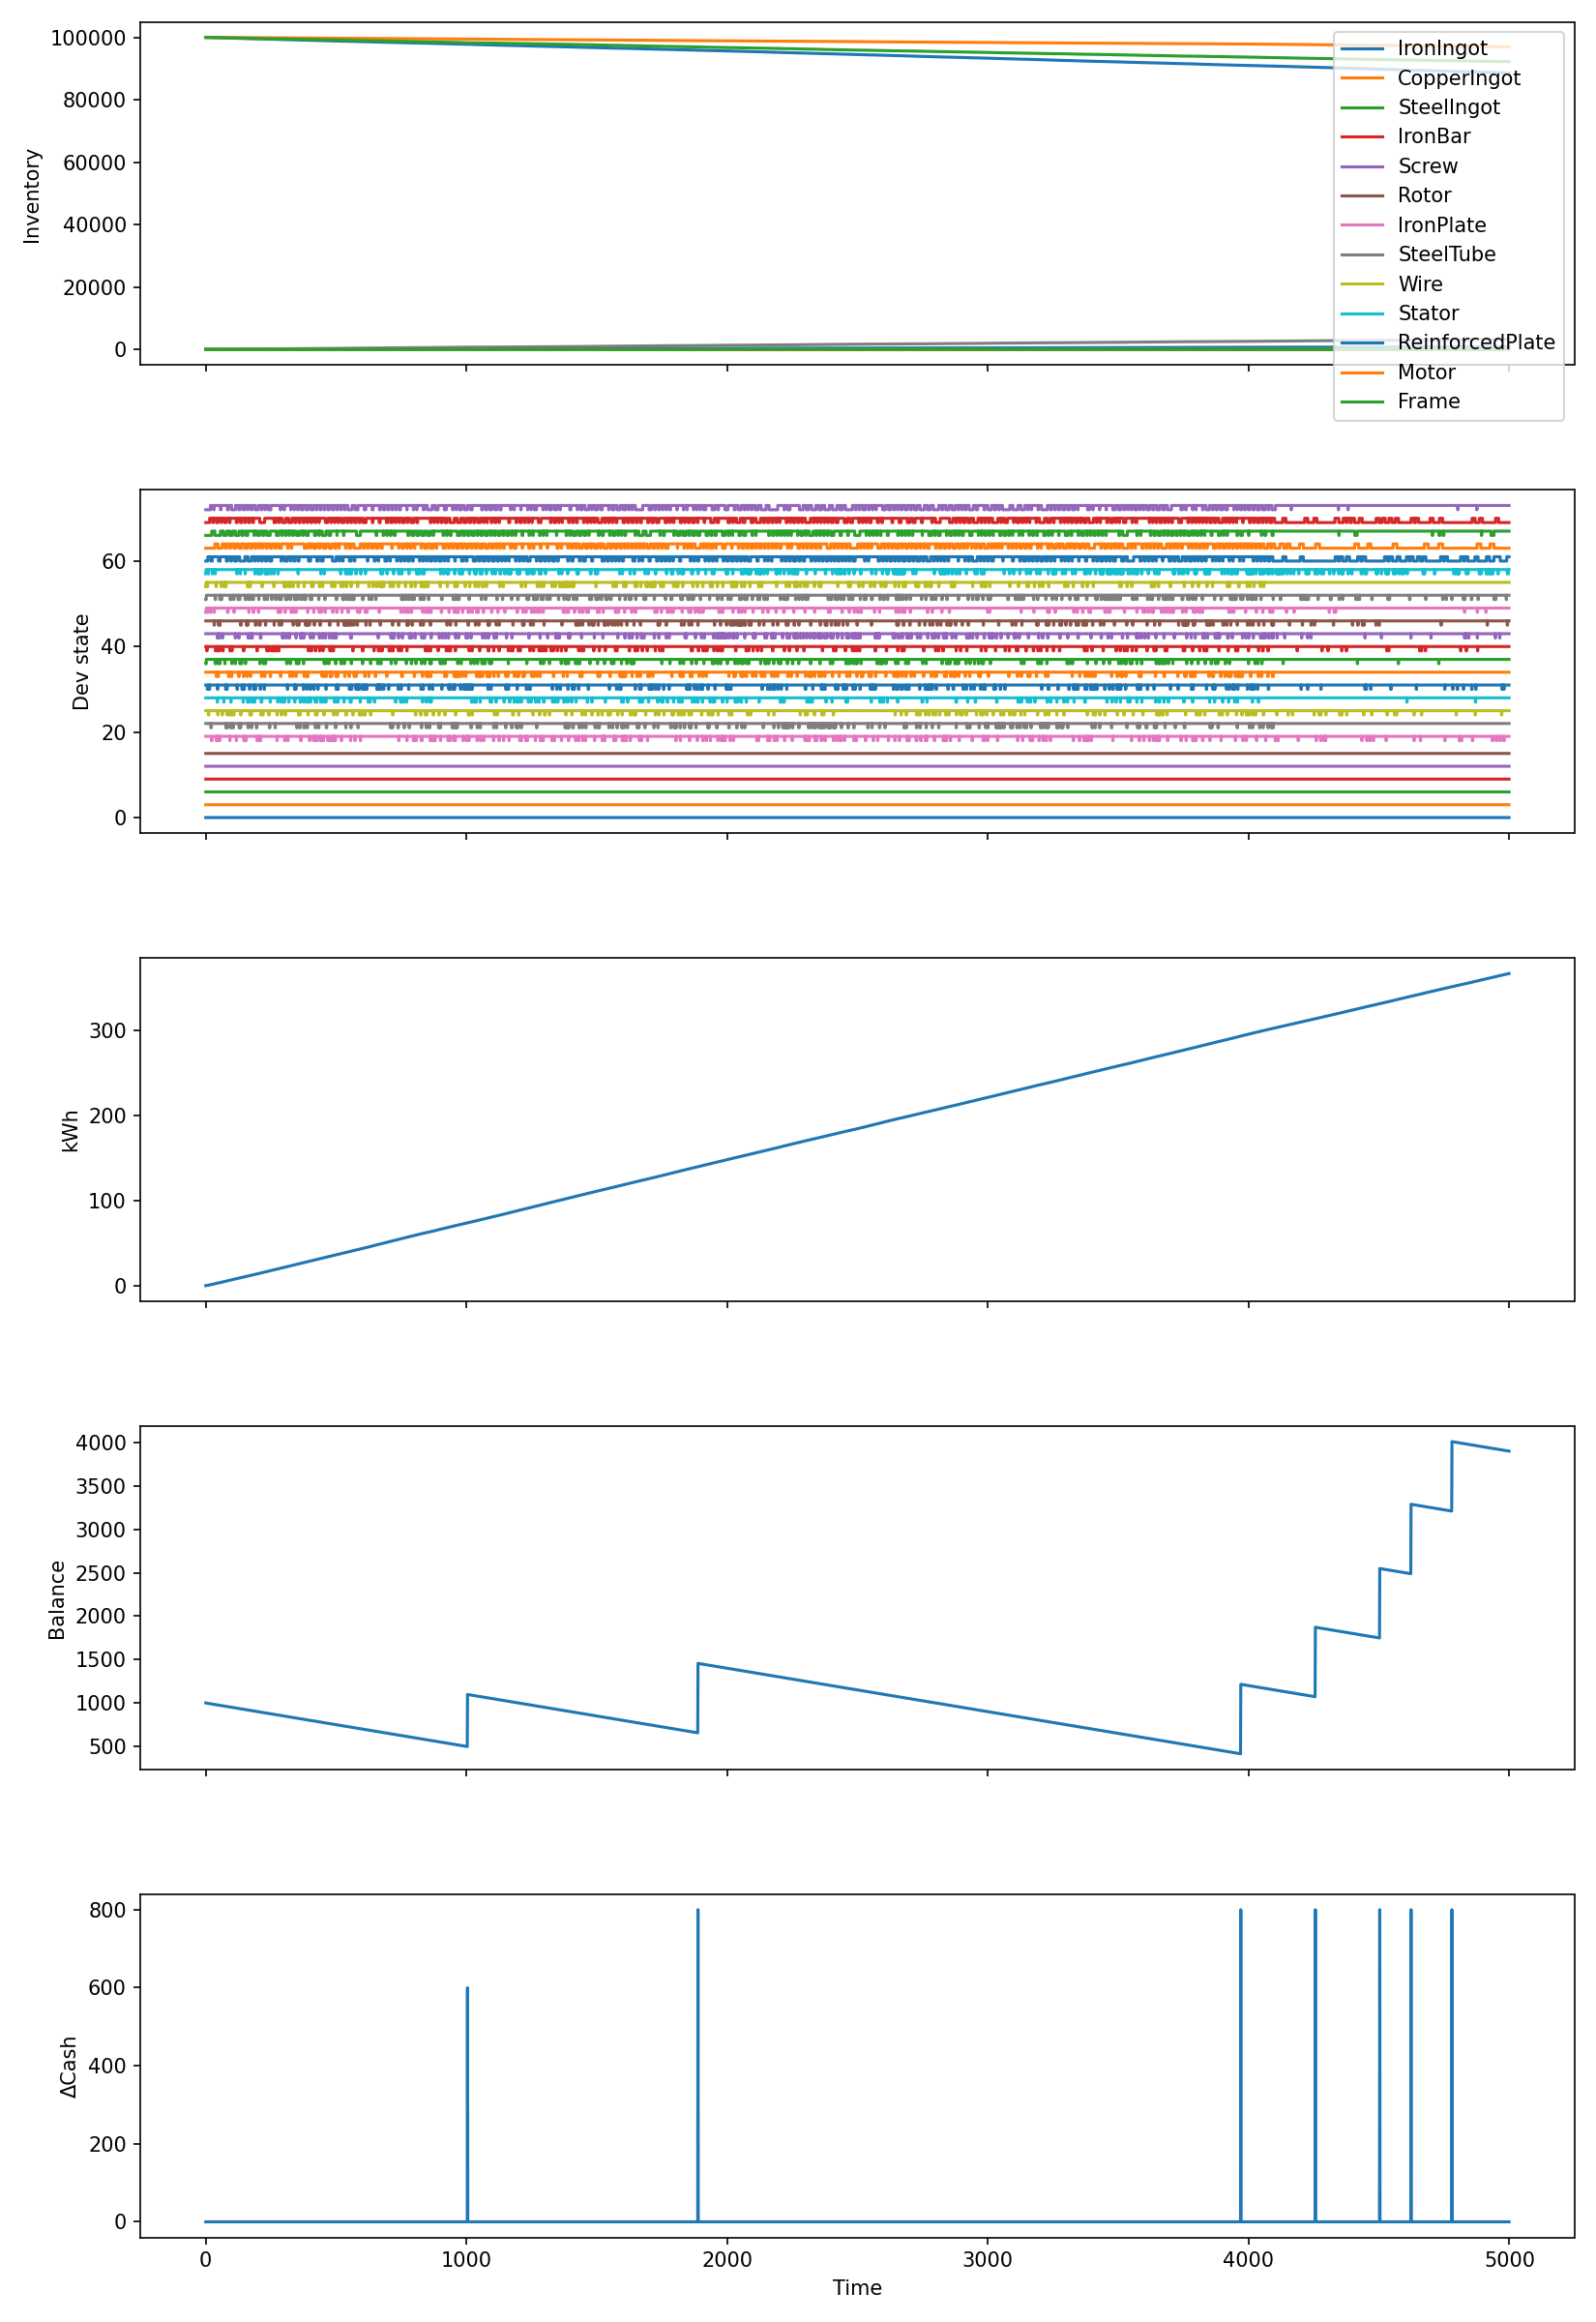 Inventory
100000
80000
60000
40000
20000
0
IronIngot
CopperIngot
SteelIngot
IronBar
Screw
Rotor
IronPlate
SteelTube
Wire
Stator
ReinforcedPlate
Motor
Frame
Dev state
60
40
20
0
kWh
300
200
100
0
Balance
4000
3500
3000
2500
2000
1500
1000
500
ΔCash
800
600
400
200
0
0 1000 2000 3000 4000 5000
Time